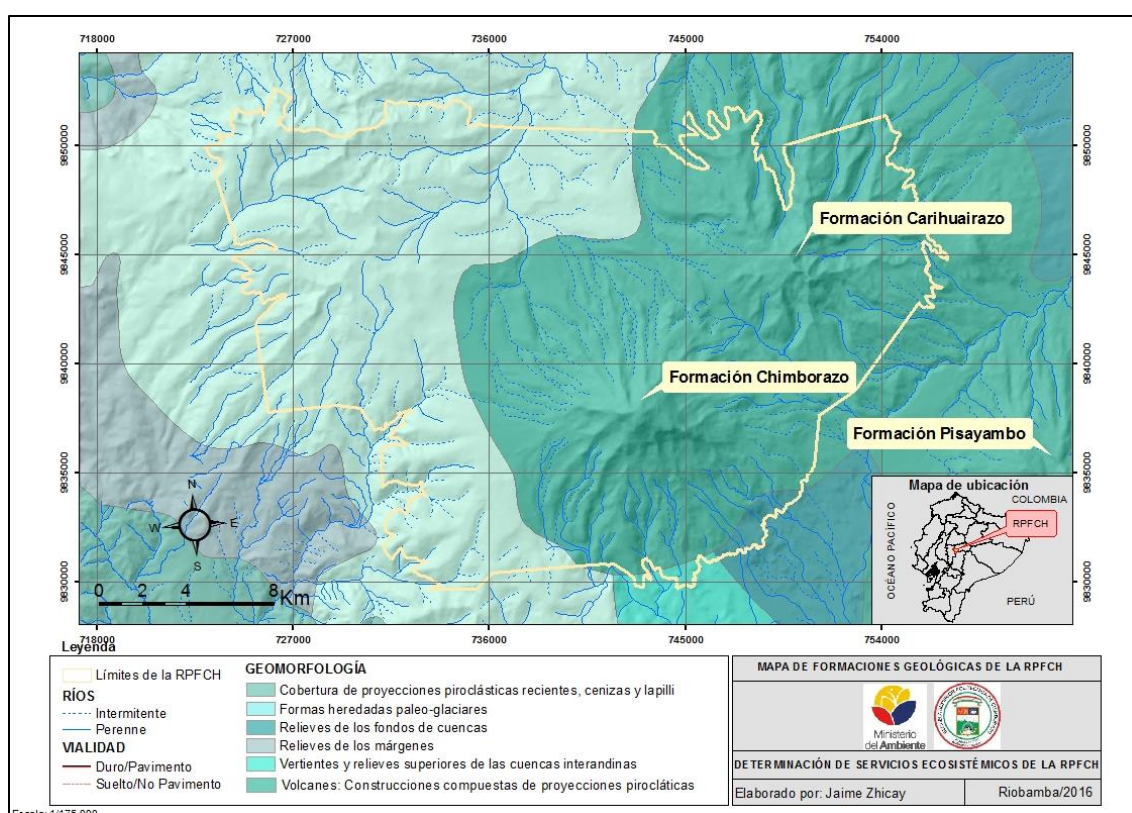 718000 727000 736000 745000 754000
9850000 9850000
9845000 9845000
9840000 9840000
9835000 9835000
9830000 9830000
Formación Carihuairazo
Formación Chimborazo
Formación Pisayambo
N
W E
S
0 2 4 8 Km
Mapa de ubicación
COLOMBIA
RPFCH
OCÉANO PACÍFICO
PERÚ
718000 727000 736000 745000 754000
Leyenda
Límites de la RPFCH
RÍOS
Intermitente
Perenne
VIALIDAD
Duro/Pavimento
Suelto/No Pavimento
GEOMORFOLOGÍA
Cobertura de proyecciones piroclásticas recientes, cenizas y lapilli
Formas heredadas paleo-glaciares
Relieves de los fondos de cuencas
Relieves de los márgenes
Vertientes y relieves superiores de las cuencas interandinas
Volcanes: Construcciones compuestas de proyecciones pirocláticas
MAPA DE FORMACIONES GEOLÓGICAS DE LA RPFCH
Ministerio
del Ambiente
DETERMINACIÓN DE SERVICIOS ECOSISTÉMICOS DE LA RPFCH
Elaborado por: Jaime Zhicay
Riobamba/2016